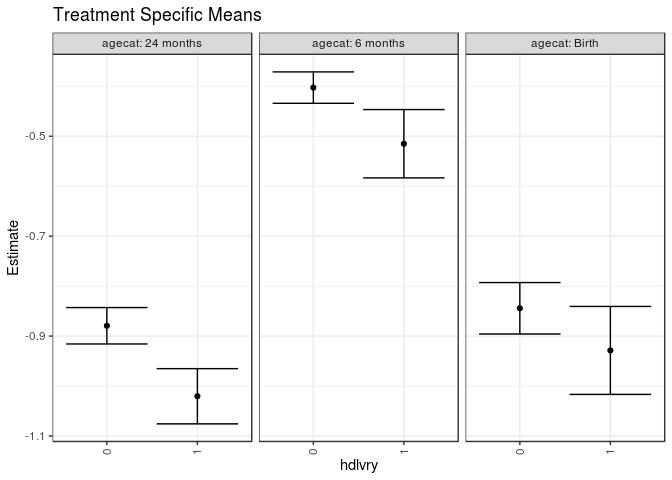 Treatment Specific Means
agecat: 24 months
agecat: 6 months
agecat: Birth
Estimate
-0.5
-0.7
-0.9
-1.1
0
1
0
1
0
1
hdlvry